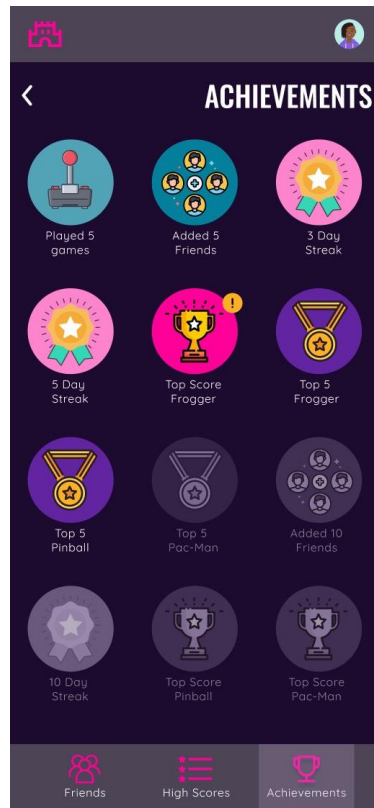 ACHIEVEMENTS
Played 5
games
Added 5
Friends
3 Day
Streak
5 Day
Streak
!
Top Score
Frogger
Top 5
Frogger
Top 5
Pinball
Top 5
Pac-Man
Added 10
Friends
10 Day
Streak
Top Score
Pinball
Top Score
Pac-Man
Friends
High Scores
Achievements